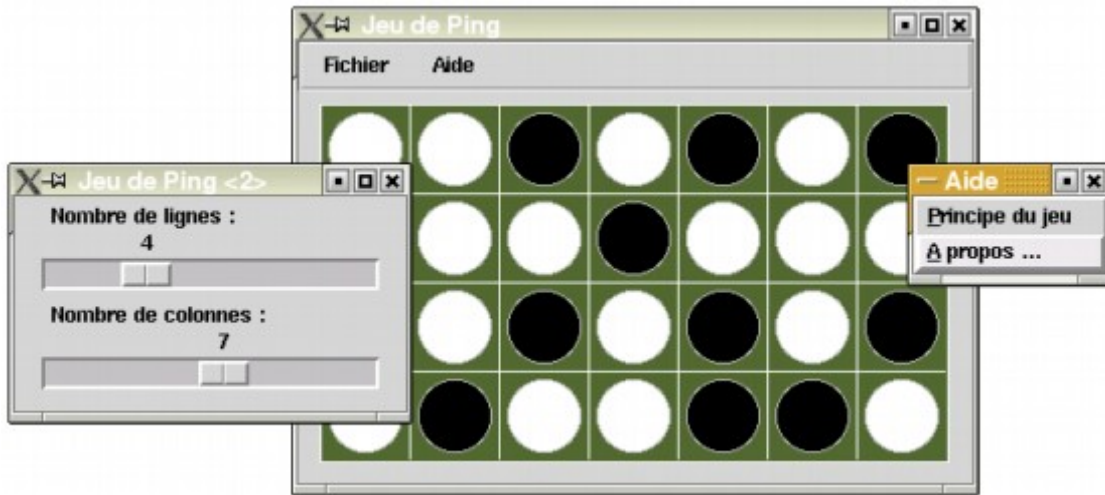 Jeu de Ping
Fichier Aide
Jeu de Ping <2>
Nombre de lignes :
4
Nombre de colonnes :
7
Aide
Principe du jeu
A propos ...